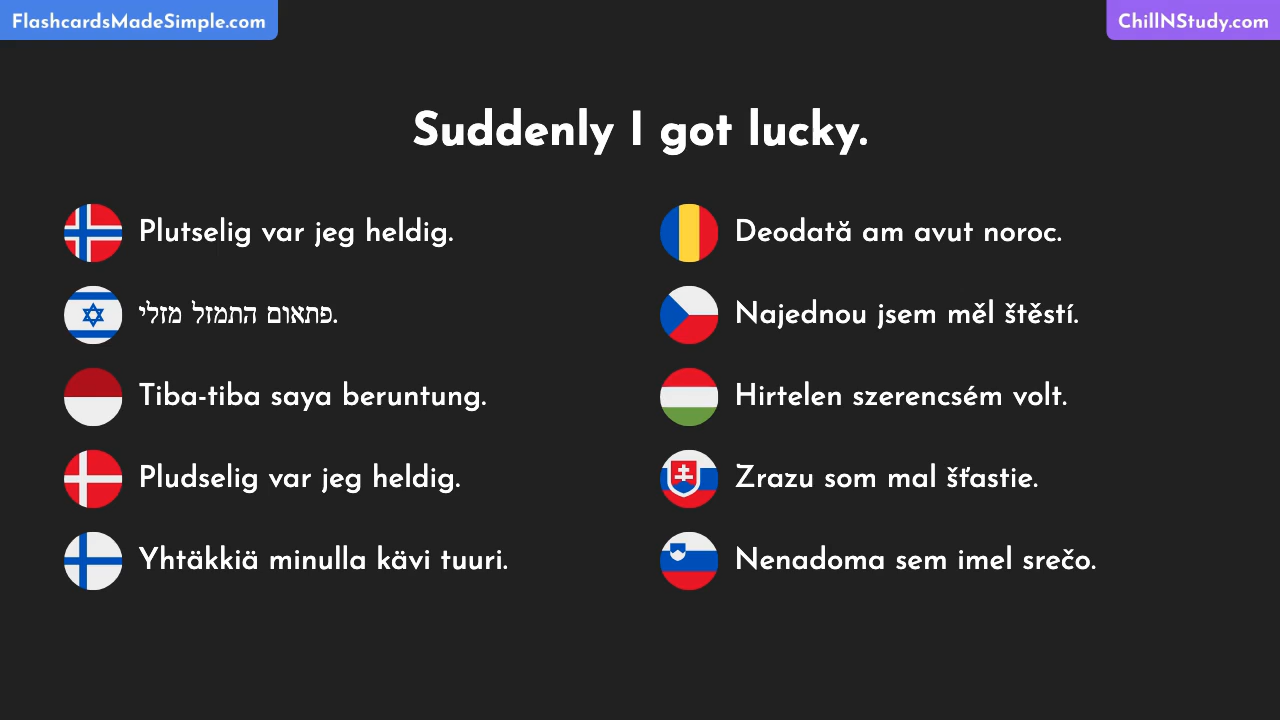 FlashcardsMadeSimple.com
ChillNStudy.com
Suddenly I got lucky.
Plutselig var jeg heldig.
פתאום התמזל מזלי.
Tiba-tiba saya beruntung.
Pludselig var jeg heldig.
Yhtäkkiä minulla kävi tuuri.
Deodată am avut noroc.
Najednou jsem měl štěstí.
Hirtelen szerencsém volt.
Zrazu som mal šťastie.
Nenadoma sem imel srečo.